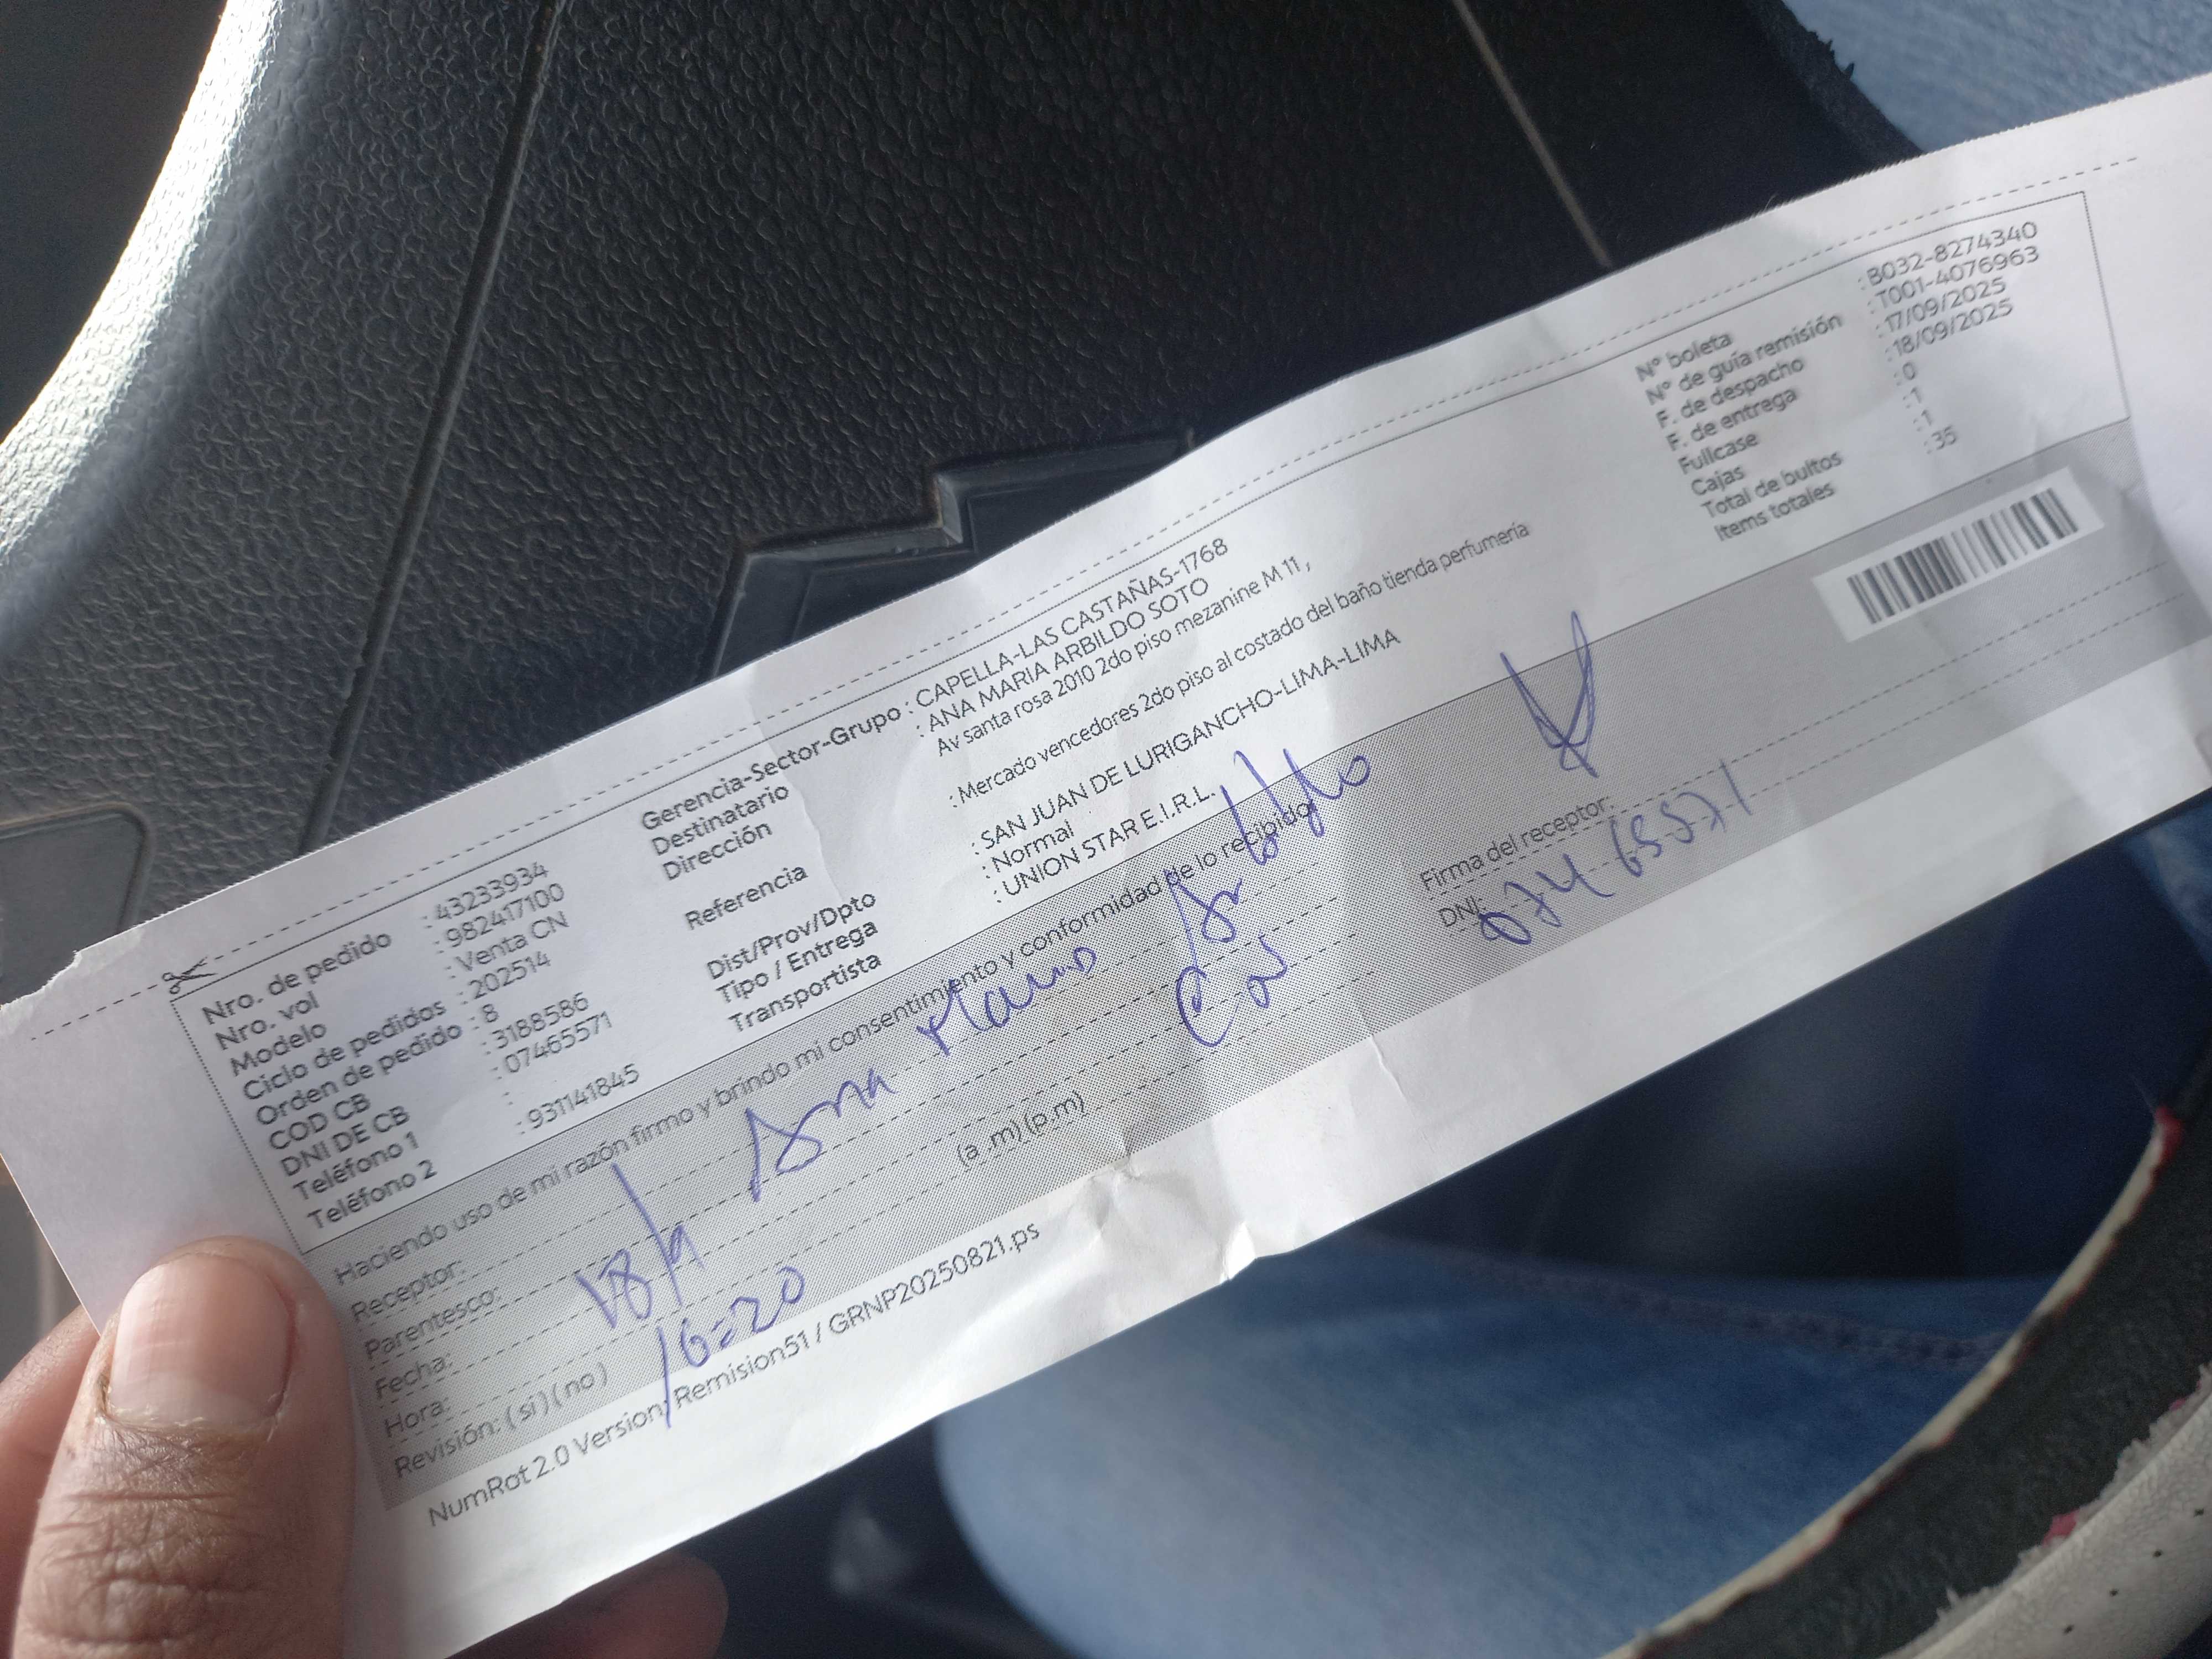 Nro. de pedido : 43233934
Nro. vol : 982417100
Modelo : Venta CN
Ciclo de pedidos : 202514
Orden de pedido : 8
COD CB : 3188586
DNI DE CB : 07465571
Teléfono 1 :
Teléfono 2 : 931141845
Gerencia-Sector-Grupo : CAPELLA-LAS CASTAÑAS-1768
Destinatario : ANA MARIA ARBILDO SOTO
Dirección Av santa rosa 2010 2do piso mezanine M 11 ,
Referencia : Mercado vencedores 2do piso al costado del baño tienda perfumeria
Dist/Prov/Dpto : SAN JUAN DE LURIGANCHO-LIMA-LIMA
Tipo / Entrega : Normal
Transportista : UNION STAR E.I.R.L.
N° boleta : B032-8274340
N° de guía remisión : T001-4076963
F. de despacho : 17/09/2025
F. de entrega : 18/09/2025
Fullcase : 0
Cajas : 1
Total de bultos : 1
Items totales : 35
Haciendo uso de mi razón firmo y brindo mi consentimiento y conformidad de lo recibido
Receptor: Ana
Parentesco:
Fecha: 18/9
Hora: 16:20 (a .m) (p.m)
Revisión: ( si ) ( no )
Firma del receptor:
DNI: 07465571
NumRot 2.0 Version: Remision51 / GRNP20250821.ps